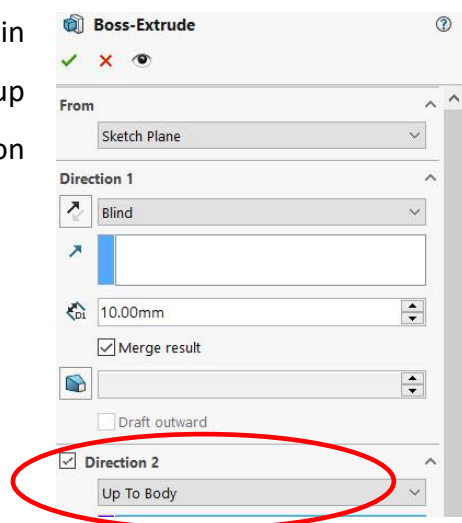 in
up
on
Boss-Extrude
From
Sketch Plane
Direction 1
Blind
D1
10.00mm
Merge result
Draft outward
Direction 2
Up To Body